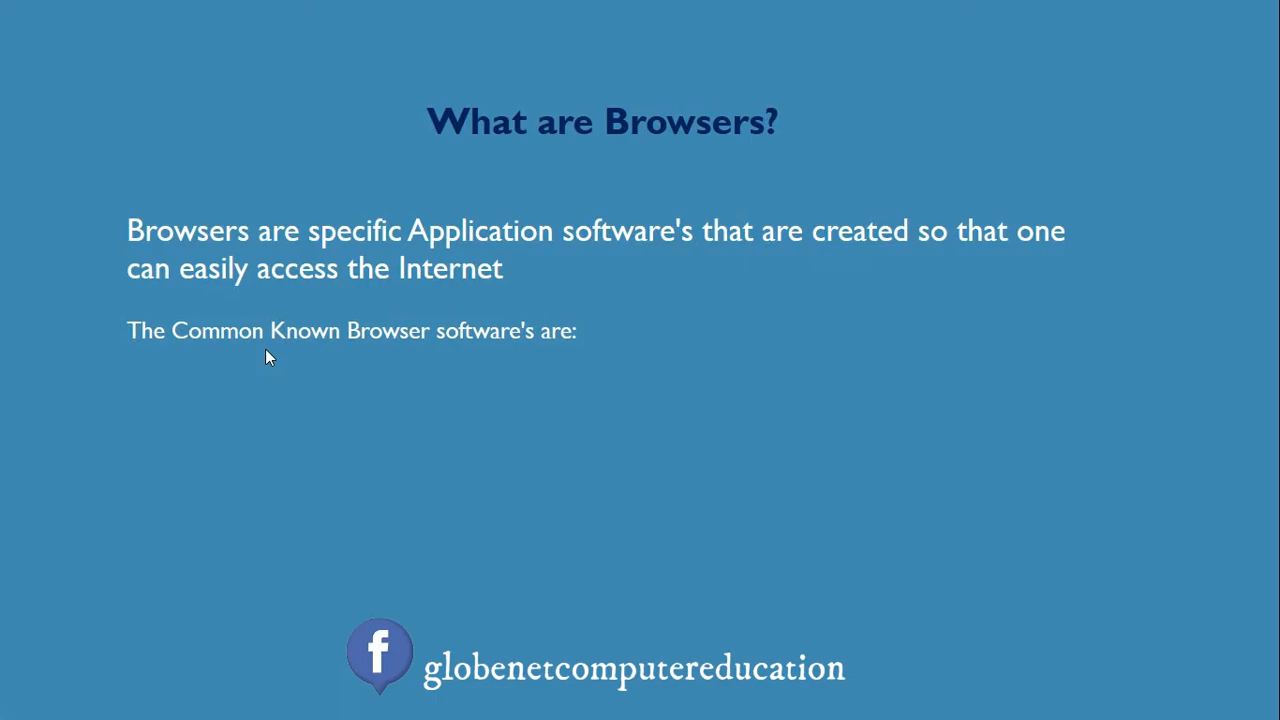 What are Browsers?
Browsers are specific Application software's that are created so that one
can easily access the Internet
The Common Known Browser software's are:
f globenetcomputereducation